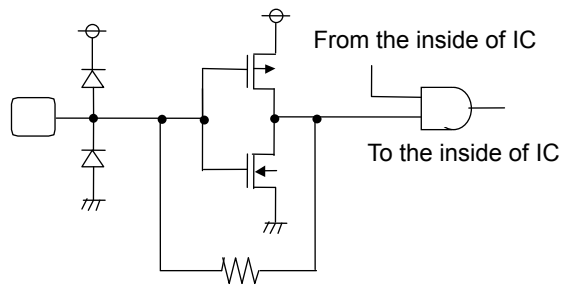 From the inside of IC
To the inside of IC